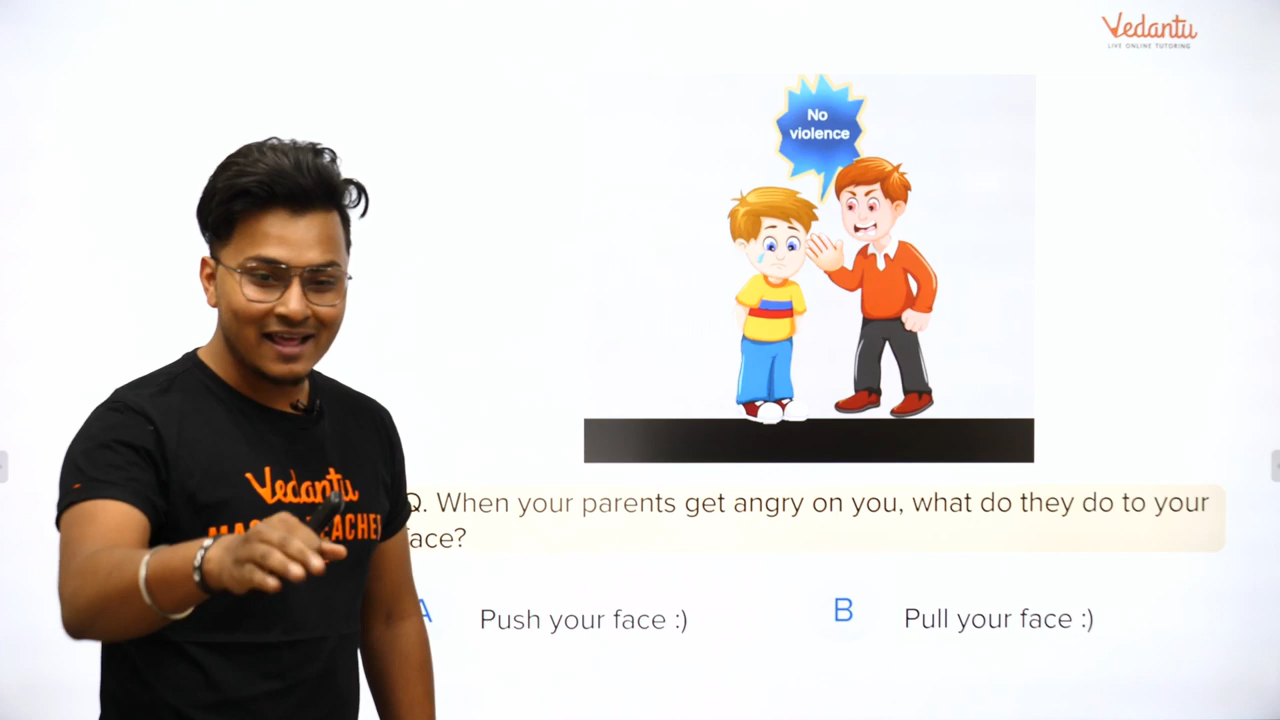 Vedantu
LIVE ONLINE TUTORING
No
violence
Vedantu
Q. When your parents get angry on you, what do they do to your
face?
A Push your face :)
B Pull your face :)